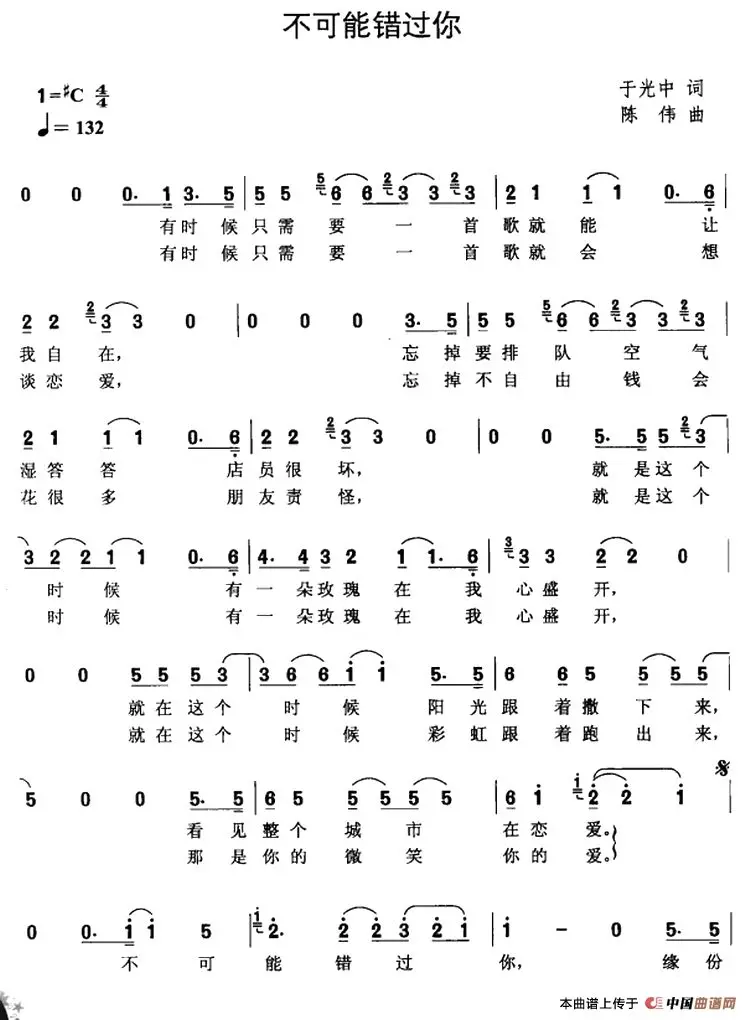 不可能错过你
1=♯C 4/4
于光中 词
♩= 132
陈 伟 曲
0 0 0. 1 3. 5 | 5 5 5 6 6 2 3 3 2 3 | 2 1 1 1 0. 6
有时候只需要一首歌就能让
有时候只需要一首歌就会想
2 2 2 3 3 0 | 0 0 0 3. 5 | 5 5 2 6 6 2 3 3 2 3
我自在, 忘掉要排队空气
谈恋爱, 忘掉不自由钱会
2 1 1 1 0. 6 | 2 2 2 3 3 0 | 0 0 5. 5 5 2 3
湿答答店员很坏, 就是这个
花很多朋友责怪, 就是这个
3 2 2 1 1 0. 6 | 4. 4 3 2 1 1. 6 | 3 3 3 2 2 0
时候有一朵玫瑰在我心盛开,
时候有一朵玫瑰在我心盛开,
0 0 5 5 5 3 | 3 6 6 1 1 5. 5 | 6 6 6 5 5 5 5
就在这个时候阳光跟着撒下来,
就在这个时候彩虹跟着跑出来,
5 0 0 5. 5 | 6 5 5 5 5 5 | 6 1 1 2 2 1
看见整个城市在恋爱。
那是你的微笑你的爱。
0 0. 1 1 5 | 1 2. 2 2 3 2 1 | 1 – 0 5. 5
不可能错过你, 缘份
本曲谱上传于 中国曲谱网